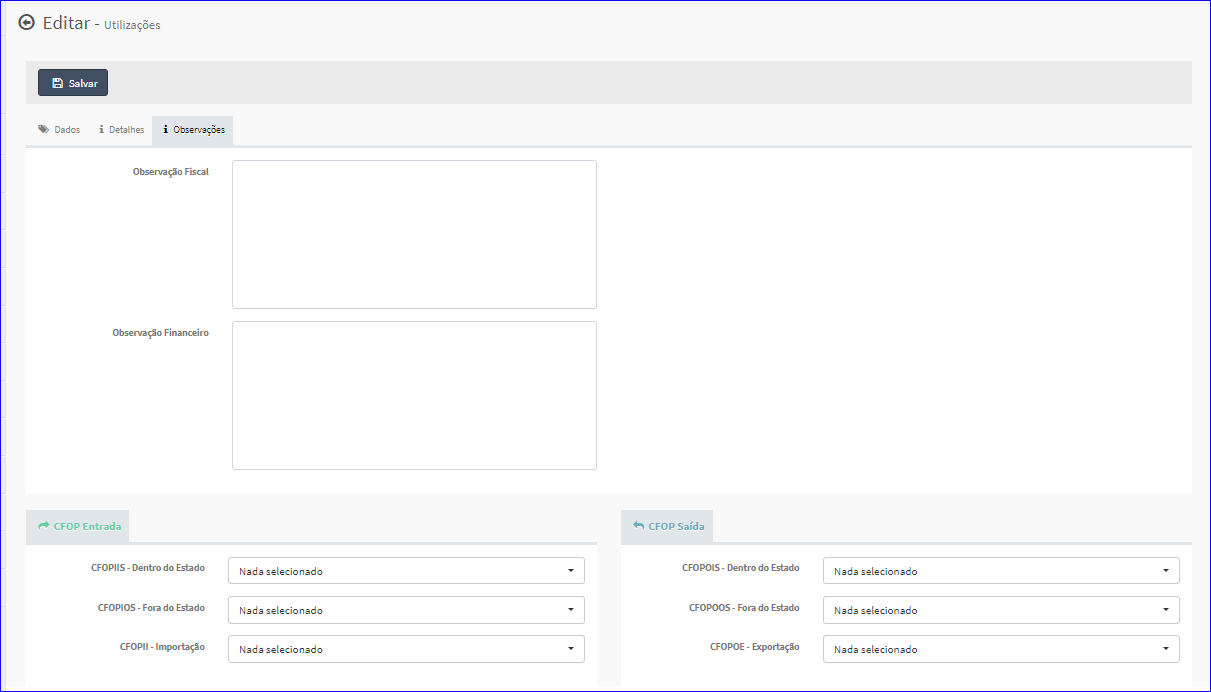 Editar - Utilizações
Salvar
Dados Detalhes Observações
Observação Fiscal
Observação Financeiro
CFOP Entrada
CFOPIIS - Dentro do Estado Nada selecionado
CFOPIOS - Fora do Estado Nada selecionado
CFOPII - Importação Nada selecionado
CFOP Saída
CFOPOIS - Dentro do Estado Nada selecionado
CFOPOOS - Fora do Estado Nada selecionado
CFOPOE - Exportação Nada selecionado